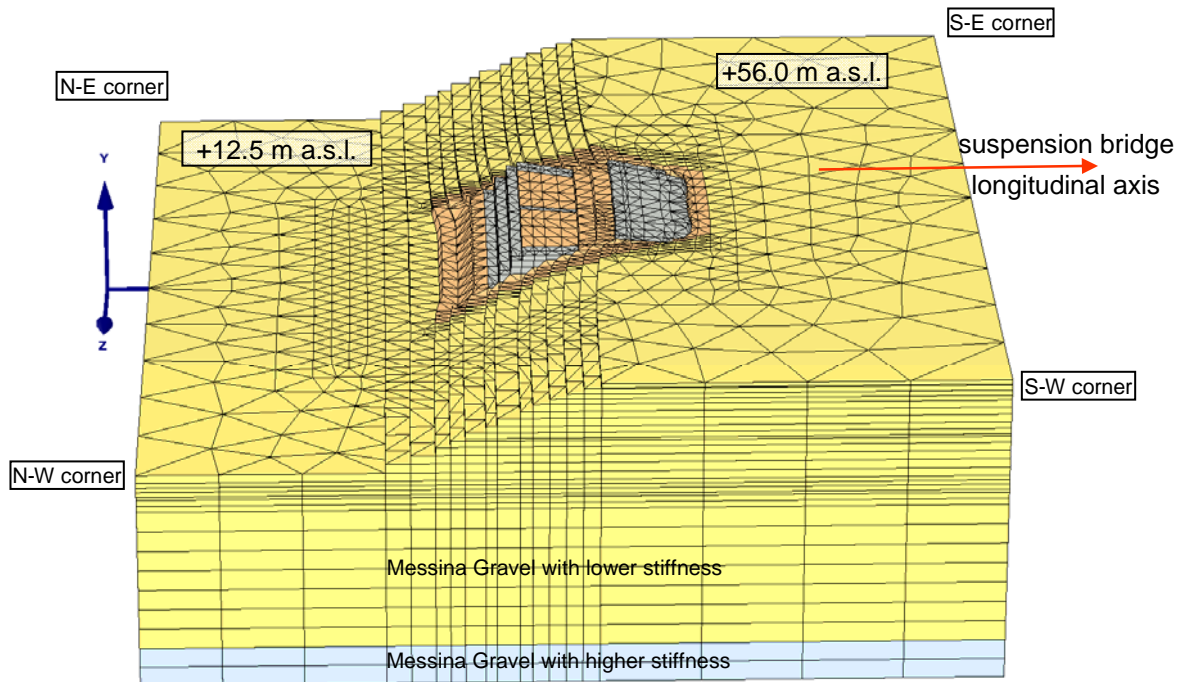 S-E corner
+56.0 m a.s.l.
N-E corner
+12.5 m a.s.l.
suspension bridge
longitudinal axis
Y
Z
S-W corner
N-W corner
Messina Gravel with lower stiffness
Messina Gravel with higher stiffness